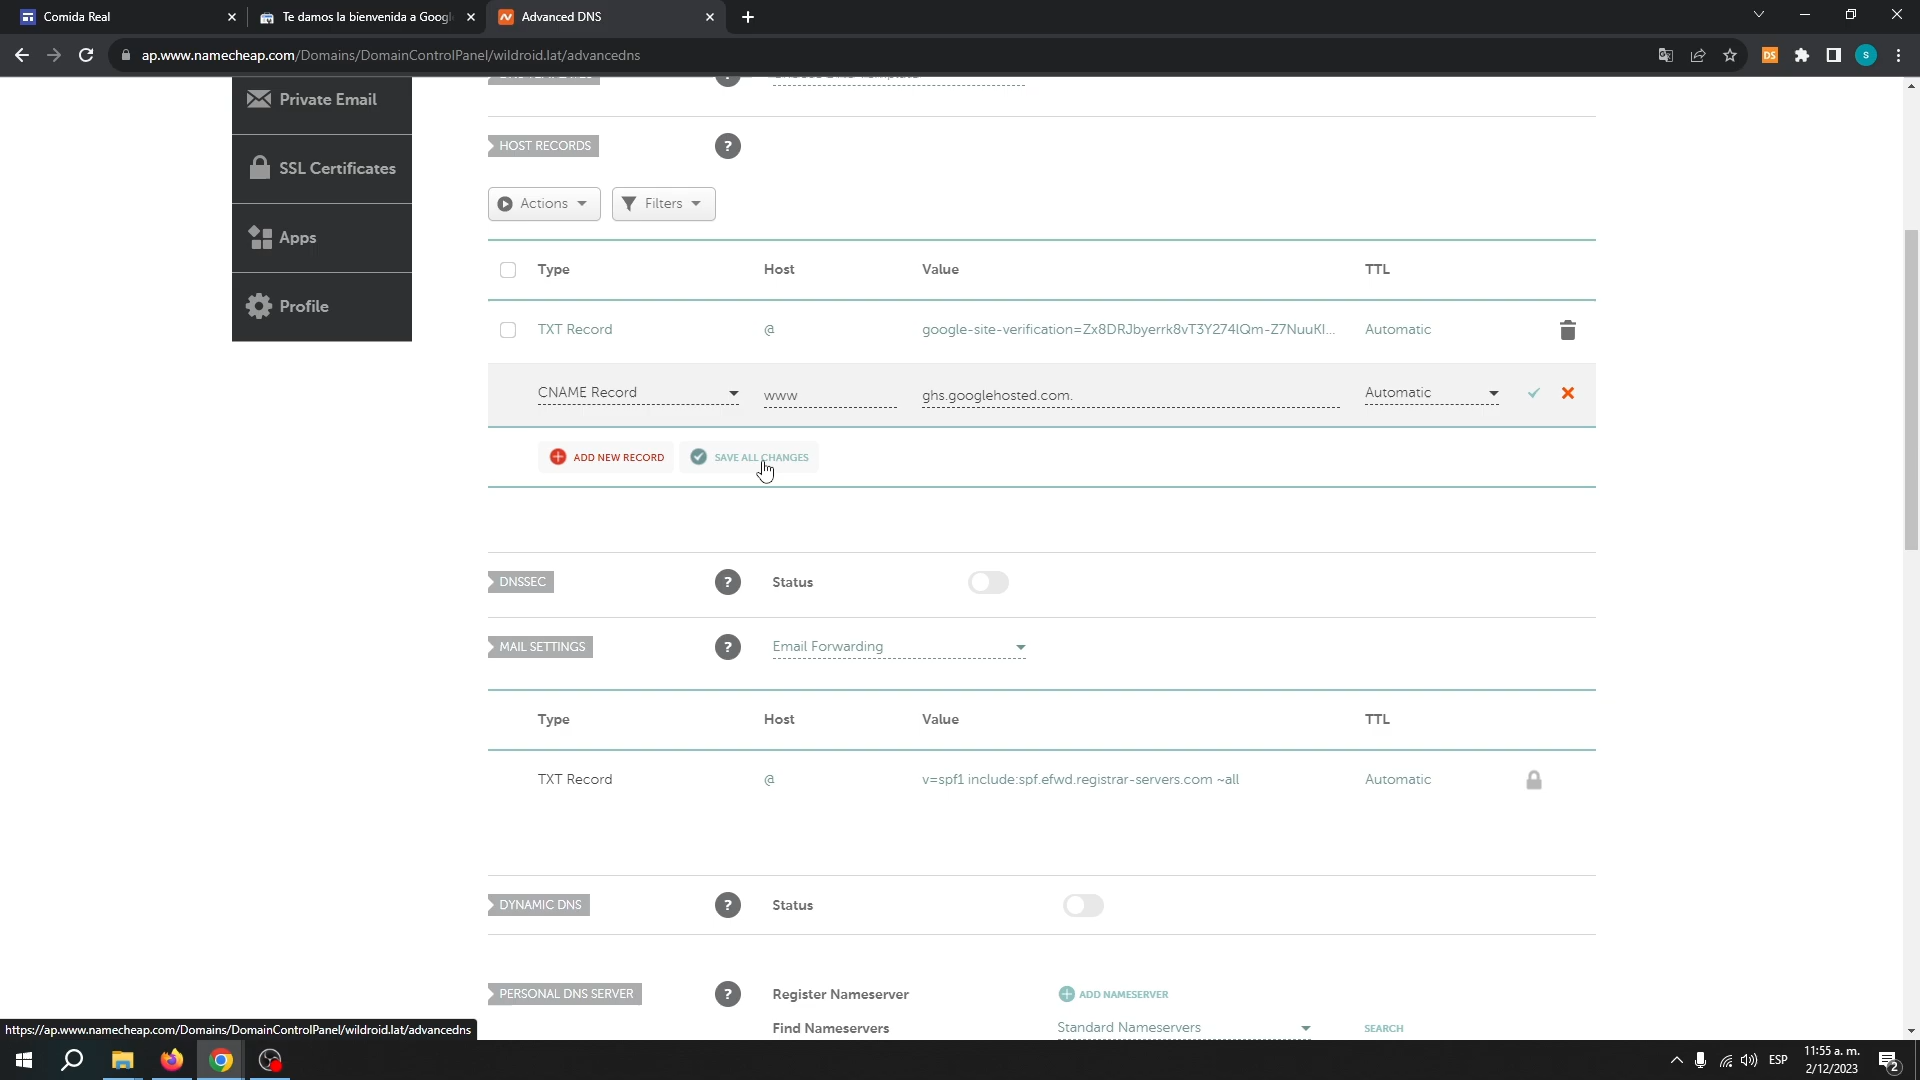 Comida Real
Te damos la bienvenida a Googl
Advanced DNS
ap.www.namecheap.com/Domains/DomainControlPanel/wildroid.lat/advancedns
DS
S
Private Email
SSL Certificates
Apps
Profile
HOST RECORDS
?
Actions
Filters
Type Host Value TTL
TXT Record @ google-site-verification=Zx8DRJbyerrk8vT3Y274lQm-Z7NuuKl... Automatic
CNAME Record www ghs.googlehosted.com. Automatic
ADD NEW RECORD SAVE ALL CHANGES
DNSSEC ? Status
MAIL SETTINGS ? Email Forwarding
Type Host Value TTL
TXT Record @ v=spf1 include:spf.efwd.registrar-servers.com ~all Automatic
DYNAMIC DNS ? Status
PERSONAL DNS SERVER ? Register Nameserver ADD NAMESERVER
Find Nameservers Standard Nameservers SEARCH
https://ap.www.namecheap.com/Domains/DomainControlPanel/wildroid.lat/advancedns
ESP
11:55 a. m.
2/12/2023
2